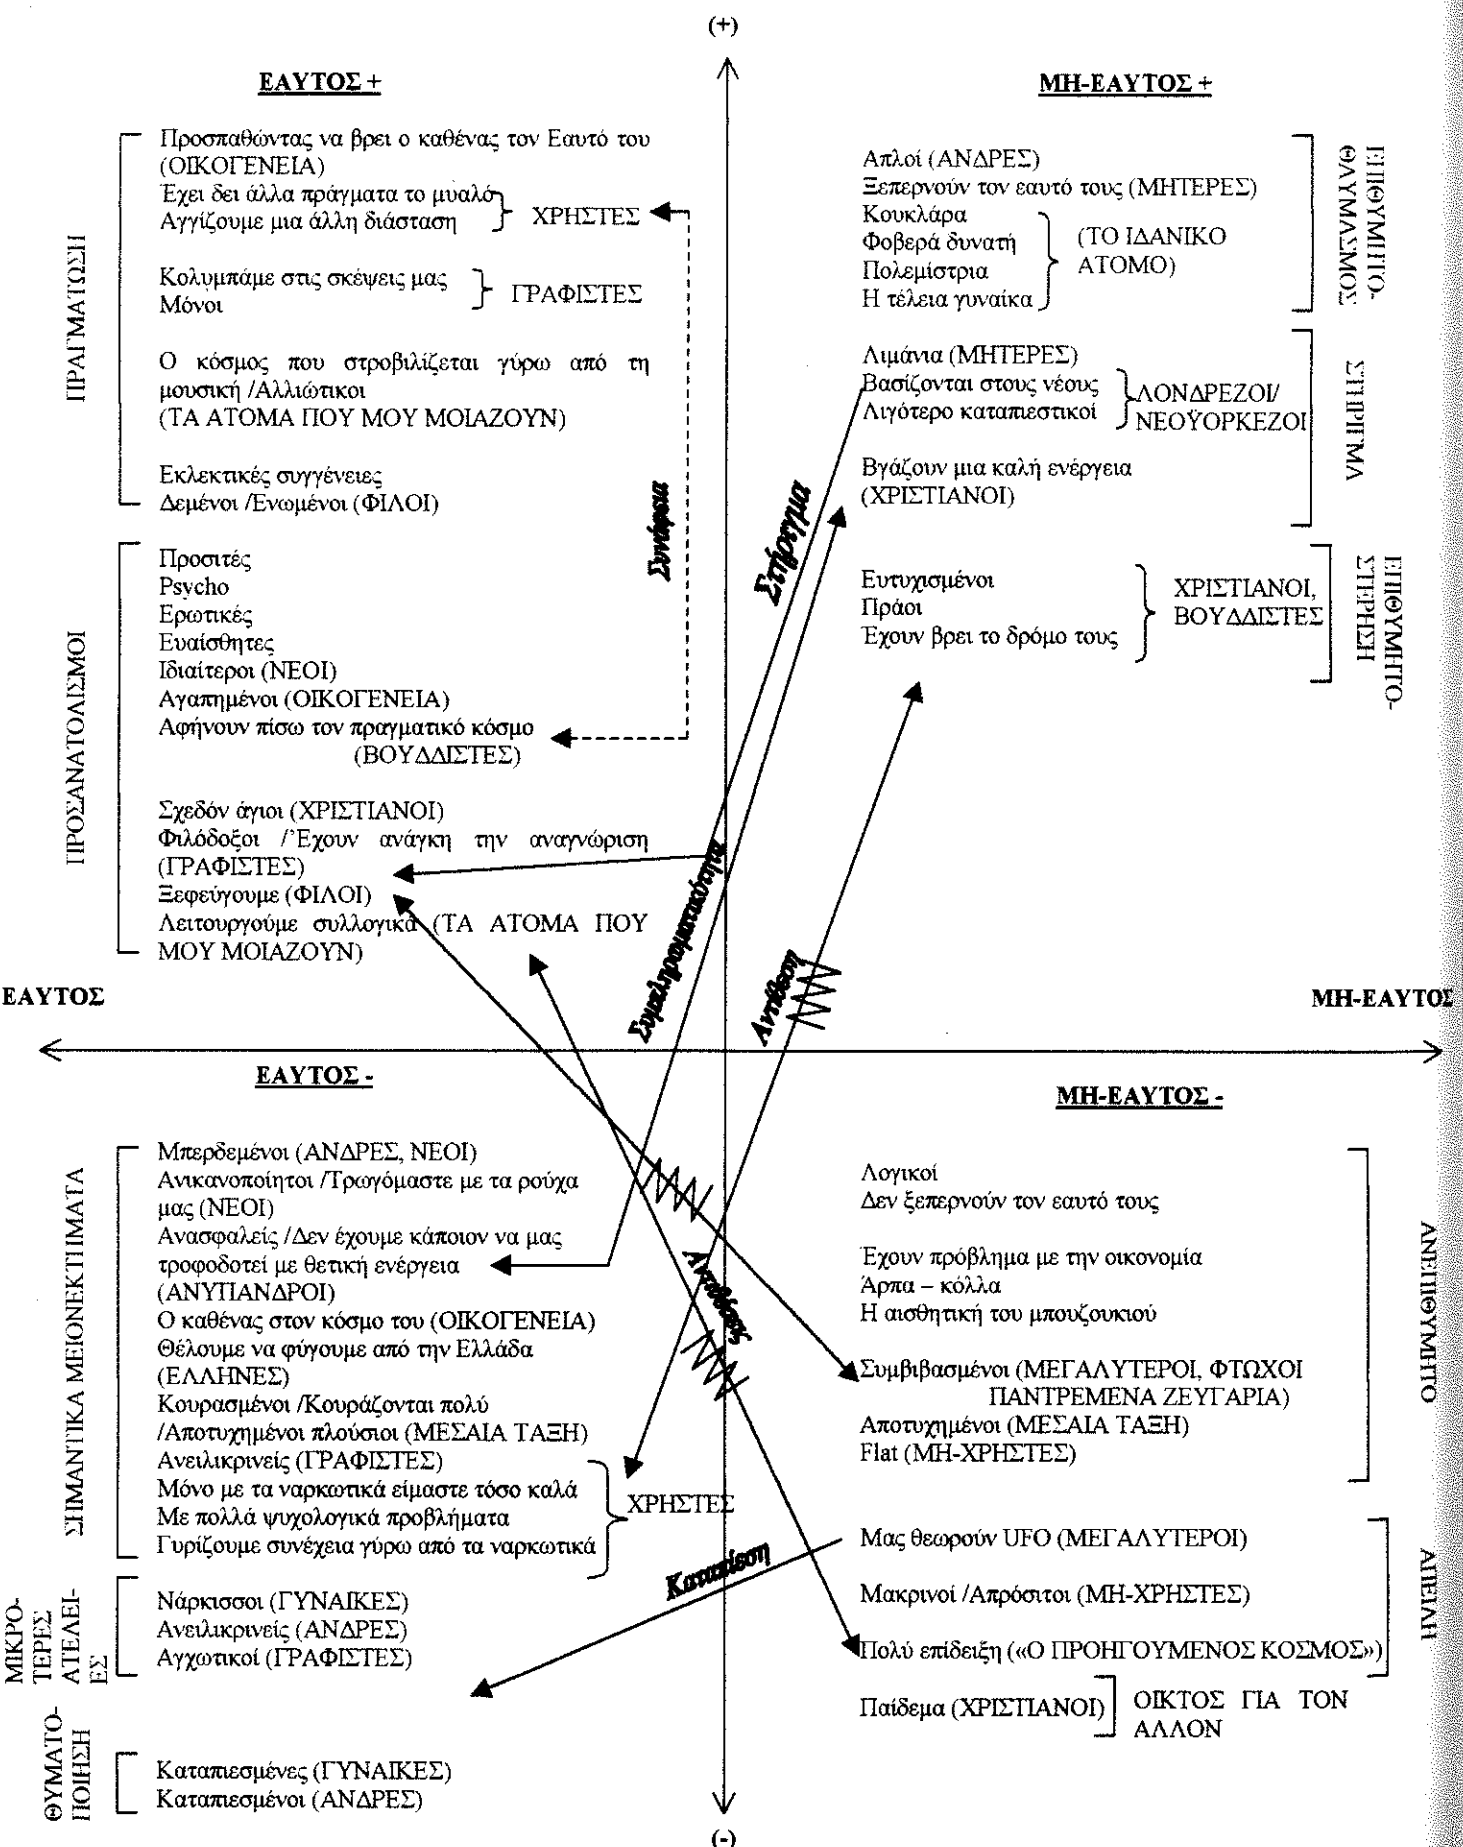 (+)
ΕΑΥΤΟΣ +
Προσπαθώντας να βρει ο καθένας τον Εαυτό του
(ΟΙΚΟΓΕΝΕΙΑ)
Έχει δει άλλα πράγματα το μυαλό
Αγγίζουμε μια άλλη διάσταση
ΧΡΗΣΤΕΣ
Κολυμπάμε στις σκέψεις μας
Μόνοι
ΓΡΑΦΙΣΤΕΣ
Ο κόσμος που στροβιλίζεται γύρω από τη
μουσική /Αλλιώτικοι
(ΤΑ ΑΤΟΜΑ ΠΟΥ ΜΟΥ ΜΟΙΑΖΟΥΝ)
Εκλεκτικές συγγένειες
Δεμένοι /Ενωμένοι (ΦΙΛΟΙ)
ΠΡΑΓΜΑΤΩΣΗ
Προσιτές
Psycho
Ερωτικές
Ευαίσθητες
Ιδιαίτεροι (ΝΕΟΙ)
Αγαπημένοι (ΟΙΚΟΓΕΝΕΙΑ)
Αφήνουν πίσω τον πραγματικό κόσμο
(ΒΟΥΔΔΙΣΤΕΣ)
Σχεδόν άγιοι (ΧΡΙΣΤΙΑΝΟΙ)
Φιλόδοξοι /Έχουν ανάγκη την αναγνώριση
(ΓΡΑΦΙΣΤΕΣ)
Ξεφεύγουμε (ΦΙΛΟΙ)
Λειτουργούμε συλλογικά (ΤΑ ΑΤΟΜΑ ΠΟΥ
ΜΟΥ ΜΟΙΑΖΟΥΝ)
ΠΡΟΣΑΝΑΤΟΛΙΣΜΟΙ
ΜΗ-ΕΑΥΤΟΣ +
Απλοί (ΑΝΔΡΕΣ)
Ξεπερνούν τον εαυτό τους (ΜΗΤΕΡΕΣ)
Κουκλάρα
Φοβερά δυνατή
Πολεμίστρια
Η τέλεια γυναίκα
(ΤΟ ΙΔΑΝΙΚΟ
ΑΤΟΜΟ)
ΕΠΙΘΥΜΗΤΟ-
ΘΑΥΜΑΣΜΟΣ
Λιμάνια (ΜΗΤΕΡΕΣ)
Βασίζονται στους νέους
Λιγότερο καταπιεστικοί
ΛΟΝΔΡΕΖΟΙ/
ΝΕΟΫΟΡΚΕΖΟΙ
Βγάζουν μια καλή ενέργεια
(ΧΡΙΣΤΙΑΝΟΙ)
ΣΤΗΡΙΓΜΑ
Ευτυχισμένοι
Πράοι
Έχουν βρει το δρόμο τους
ΧΡΙΣΤΙΑΝΟΙ,
ΒΟΥΔΔΙΣΤΕΣ
ΕΠΙΘΥΜΗΤΟ-
ΣΤΕΡΗΣΗ
Συνάφεια
Στήριγμα
Συμπληρωματικότητα
Αντίθεση
ΕΑΥΤΟΣ
ΜΗ-ΕΑΥΤΟΣ
ΕΑΥΤΟΣ -
Μπερδεμένοι (ΑΝΔΡΕΣ, ΝΕΟΙ)
Ανικανοποίητοι /Τρωγόμαστε με τα ρούχα
μας (ΝΕΟΙ)
Ανασφαλείς /Δεν έχουμε κάποιον να μας
τροφοδοτεί με θετική ενέργεια
(ΑΝΥΠΑΝΔΡΟΙ)
Ο καθένας στον κόσμο του (ΟΙΚΟΓΕΝΕΙΑ)
Θέλουμε να φύγουμε από την Ελλάδα
(ΕΛΛΗΝΕΣ)
Κουρασμένοι /Κουράζονται πολύ
/Αποτυχημένοι πλούσιοι (ΜΕΣΑΙΑ ΤΑΞΗ)
Ανειλικρινείς (ΓΡΑΦΙΣΤΕΣ)
Μόνο με τα ναρκωτικά είμαστε τόσο καλά
Με πολλά ψυχολογικά προβλήματα
Γυρίζουμε συνέχεια γύρω από τα ναρκωτικά
ΧΡΗΣΤΕΣ
ΣΗΜΑΝΤΙΚΑ ΜΕΙΟΝΕΚΤΗΜΑΤΑ
Νάρκισσοι (ΓΥΝΑΙΚΕΣ)
Ανειλικρινείς (ΑΝΔΡΕΣ)
Αγχωτικοί (ΓΡΑΦΙΣΤΕΣ)
ΜΙΚΡΟ-
ΤΕΡΕΣ
ΑΤΕΛΕΙ-
ΕΣ
Καταπιεσμένες (ΓΥΝΑΙΚΕΣ)
Καταπιεσμένοι (ΑΝΔΡΕΣ)
ΘΥΜΑΤΟ-
ΠΟΙΗΣΗ
Αντιθέσεις
Καταπίεση
ΜΗ-ΕΑΥΤΟΣ -
Λογικοί
Δεν ξεπερνούν τον εαυτό τους
Έχουν πρόβλημα με την οικονομία
Άρπα – κόλλα
Η αισθητική του μπουζουκιού
Συμβιβασμένοι (ΜΕΓΑΛΥΤΕΡΟΙ, ΦΤΩΧΟΙ
ΠΑΝΤΡΕΜΕΝΑ ΖΕΥΓΑΡΙΑ)
Αποτυχημένοι (ΜΕΣΑΙΑ ΤΑΞΗ)
Flat (ΜΗ-ΧΡΗΣΤΕΣ)
ΑΝΕΠΙΘΥΜΗΤΟ
Μας θεωρούν UFO (ΜΕΓΑΛΥΤΕΡΟΙ)
Μακρινοί /Απρόσιτοι (ΜΗ-ΧΡΗΣΤΕΣ)
Πολύ επίδειξη («Ο ΠΡΟΗΓΟΥΜΕΝΟΣ ΚΟΣΜΟΣ»)
ΑΠΕΙΛΗ
Παίδεμα (ΧΡΙΣΤΙΑΝΟΙ)
ΟΙΚΤΟΣ ΓΙΑ ΤΟΝ
ΑΛΛΟΝ
(-)